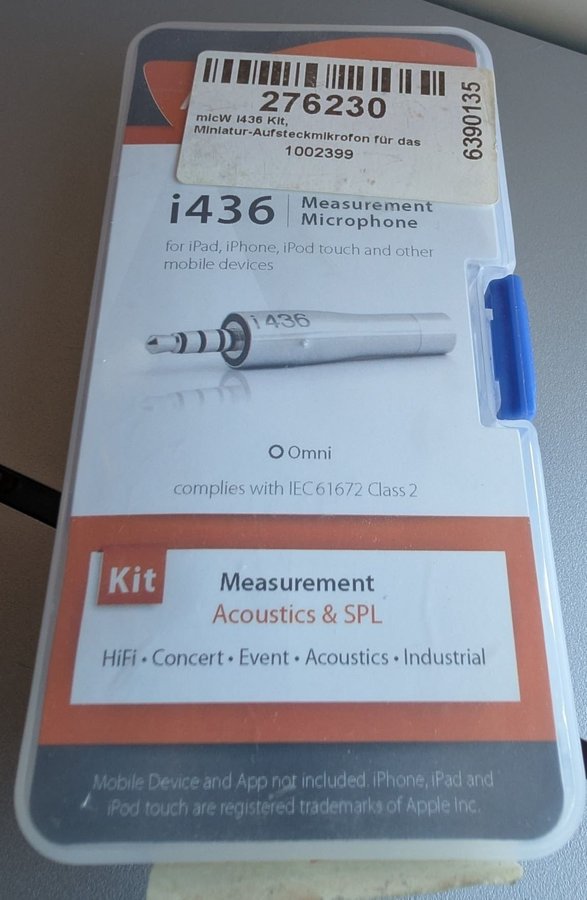 276230
micW i436 Kit,
Miniatur-Aufsteckmikrofon für das
1002399
6390135
i436 Measurement
Microphone
for iPad, iPhone, iPod touch and other
mobile devices
i436
Omni
complies with IEC61672 Class 2
Kit
Measurement
Acoustics & SPL
HiFi • Concert • Event • Acoustics • Industrial
Mobile Device and App not included. iPhone, iPad and
iPod touch are registered trademarks of Apple Inc.